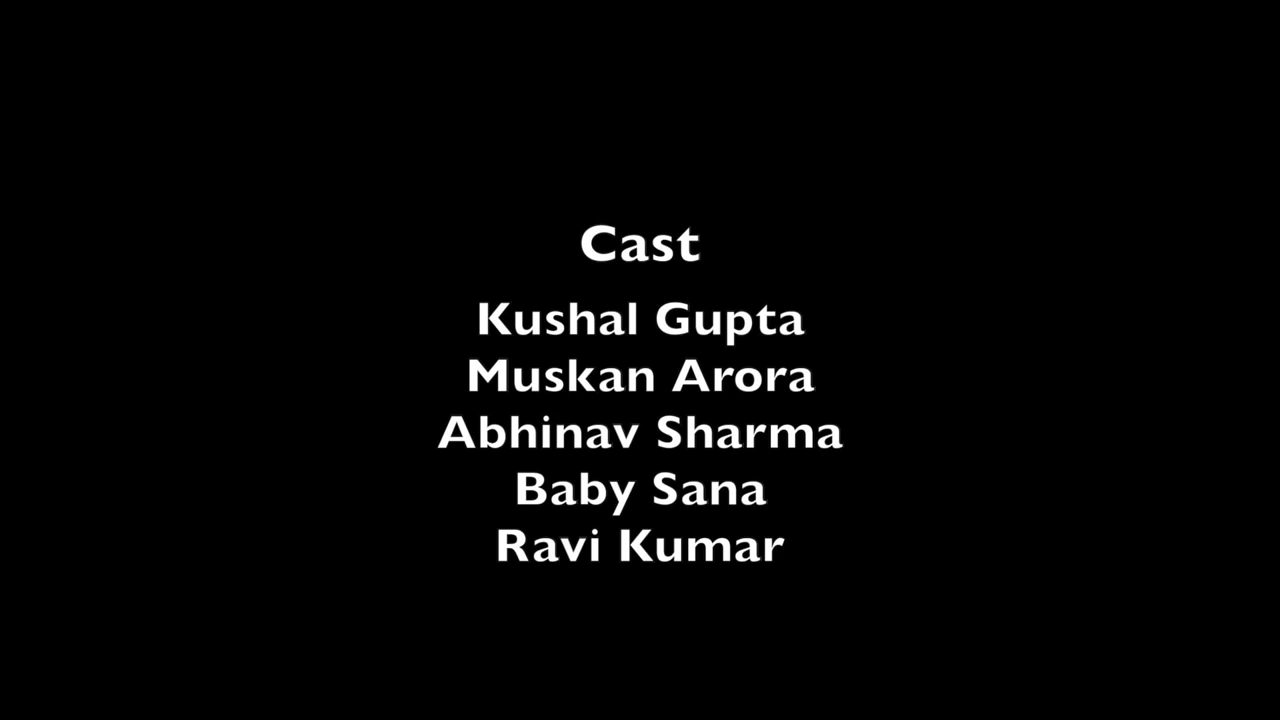 Cast
Kushal Gupta
Muskan Arora
Abhinav Sharma
Baby Sana
Ravi Kumar